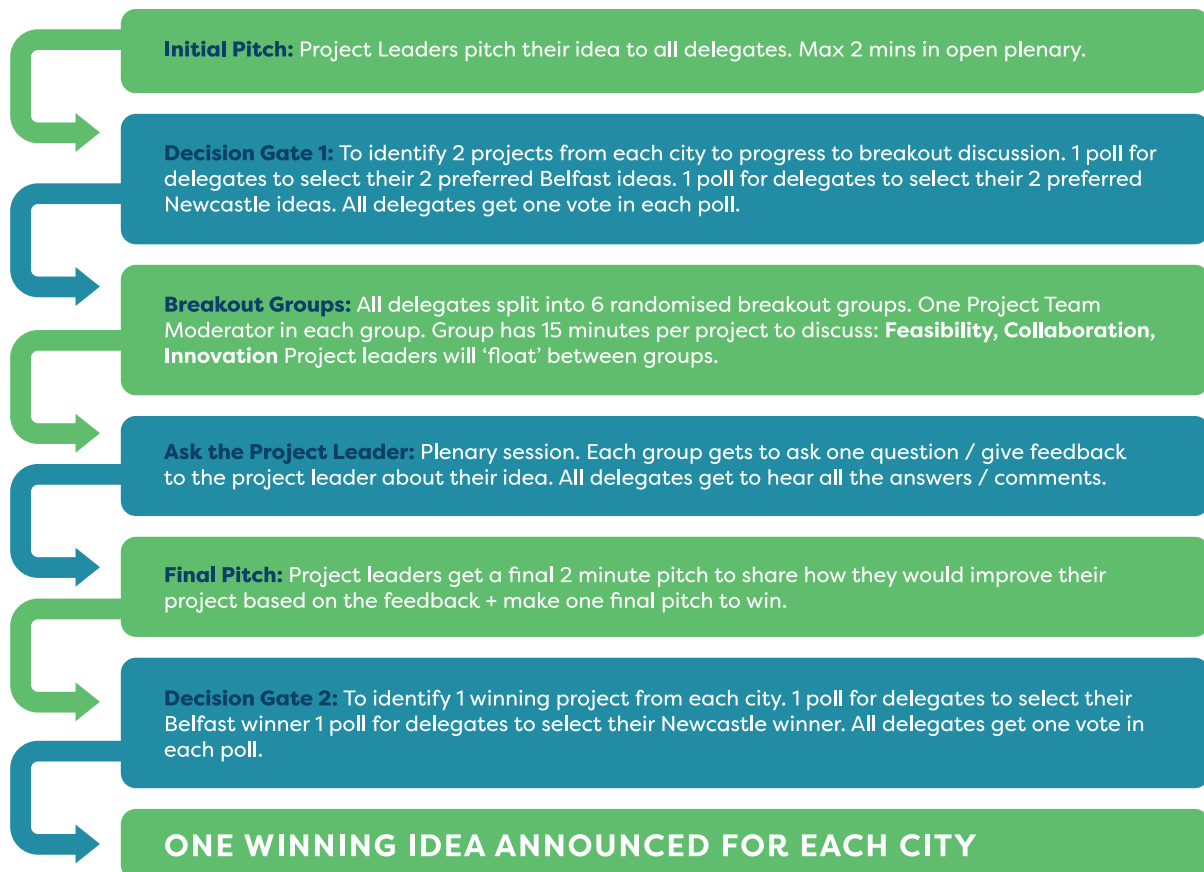 Initial Pitch: Project Leaders pitch their idea to all delegates. Max 2 mins in open plenary.
Decision Gate 1: To identify 2 projects from each city to progress to breakout discussion. 1 poll for
delegates to select their 2 preferred Belfast ideas. 1 poll for delegates to select their 2 preferred
Newcastle ideas. All delegates get one vote in each poll.
Breakout Groups: All delegates split into 6 randomised breakout groups. One Project Team
Moderator in each group. Group has 15 minutes per project to discuss: Feasibility, Collaboration,
Innovation Project leaders will ‘float’ between groups.
Ask the Project Leader: Plenary session. Each group gets to ask one question / give feedback
to the project leader about their idea. All delegates get to hear all the answers / comments.
Final Pitch: Project leaders get a final 2 minute pitch to share how they would improve their
project based on the feedback + make one final pitch to win.
Decision Gate 2: To identify 1 winning project from each city. 1 poll for delegates to select their
Belfast winner 1 poll for delegates to select their Newcastle winner. All delegates get one vote in
each poll.
ONE WINNING IDEA ANNOUNCED FOR EACH CITY